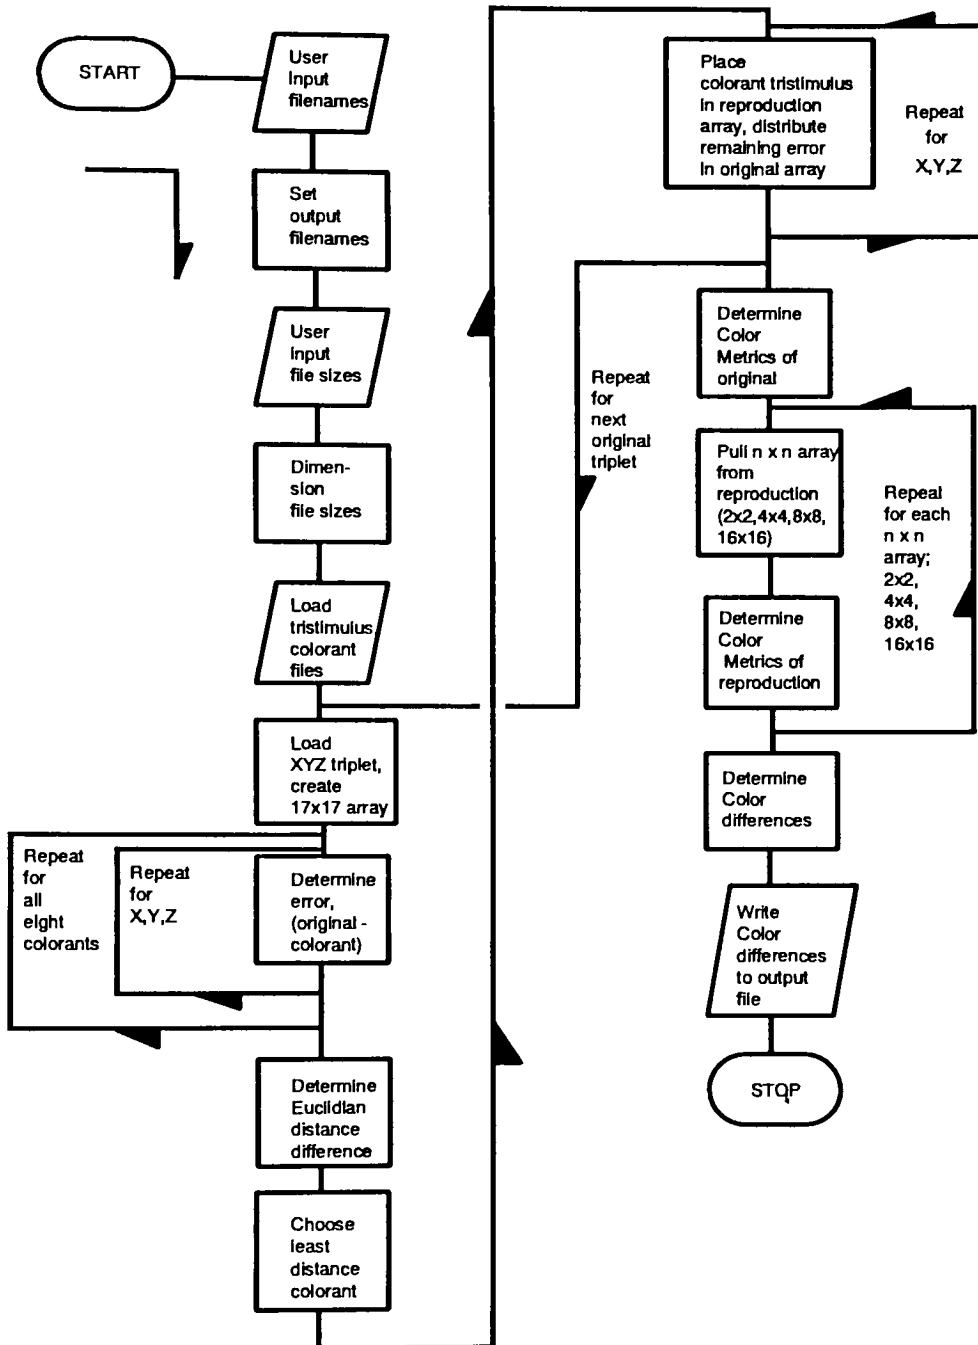 START
User
Input
filenames
Set
output
filenames
User
Input
file sizes
Dimen-
sion
file sizes
Load
tristimulus
colorant
files
Load
XYZ triplet,
create
17x17 array
Repeat
for
all
eight
colorants
Repeat
for
X,Y,Z
Determine
error,
(original -
colorant)
Determine
Euclidian
distance
difference
Choose
least
distance
colorant
Place
colorant tristimulus
in reproduction
array, distribute
remaining error
in original array
Repeat
for
X,Y,Z
Repeat
for
next
original
triplet
Determine
Color
Metrics of
original
Pull n x n array
from
reproduction
(2x2,4x4,8x8,
16x16)
Repeat
for each
n x n
array;
2x2,
4x4,
8x8,
16x16
Determine
Color
Metrics of
reproduction
Determine
Color
differences
Write
Color
differences
to output
file
STOP